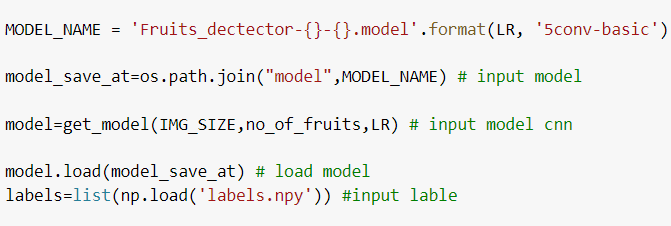 MODEL_NAME = 'Fruits_dectector-{}-{}.model'.format(LR, '5conv-basic')
model_save_at=os.path.join("model",MODEL_NAME) # input model
model=get_model(IMG_SIZE,no_of_fruits,LR) # input model cnn
model.load(model_save_at) # load model
labels=list(np.load('labels.npy')) #input lable